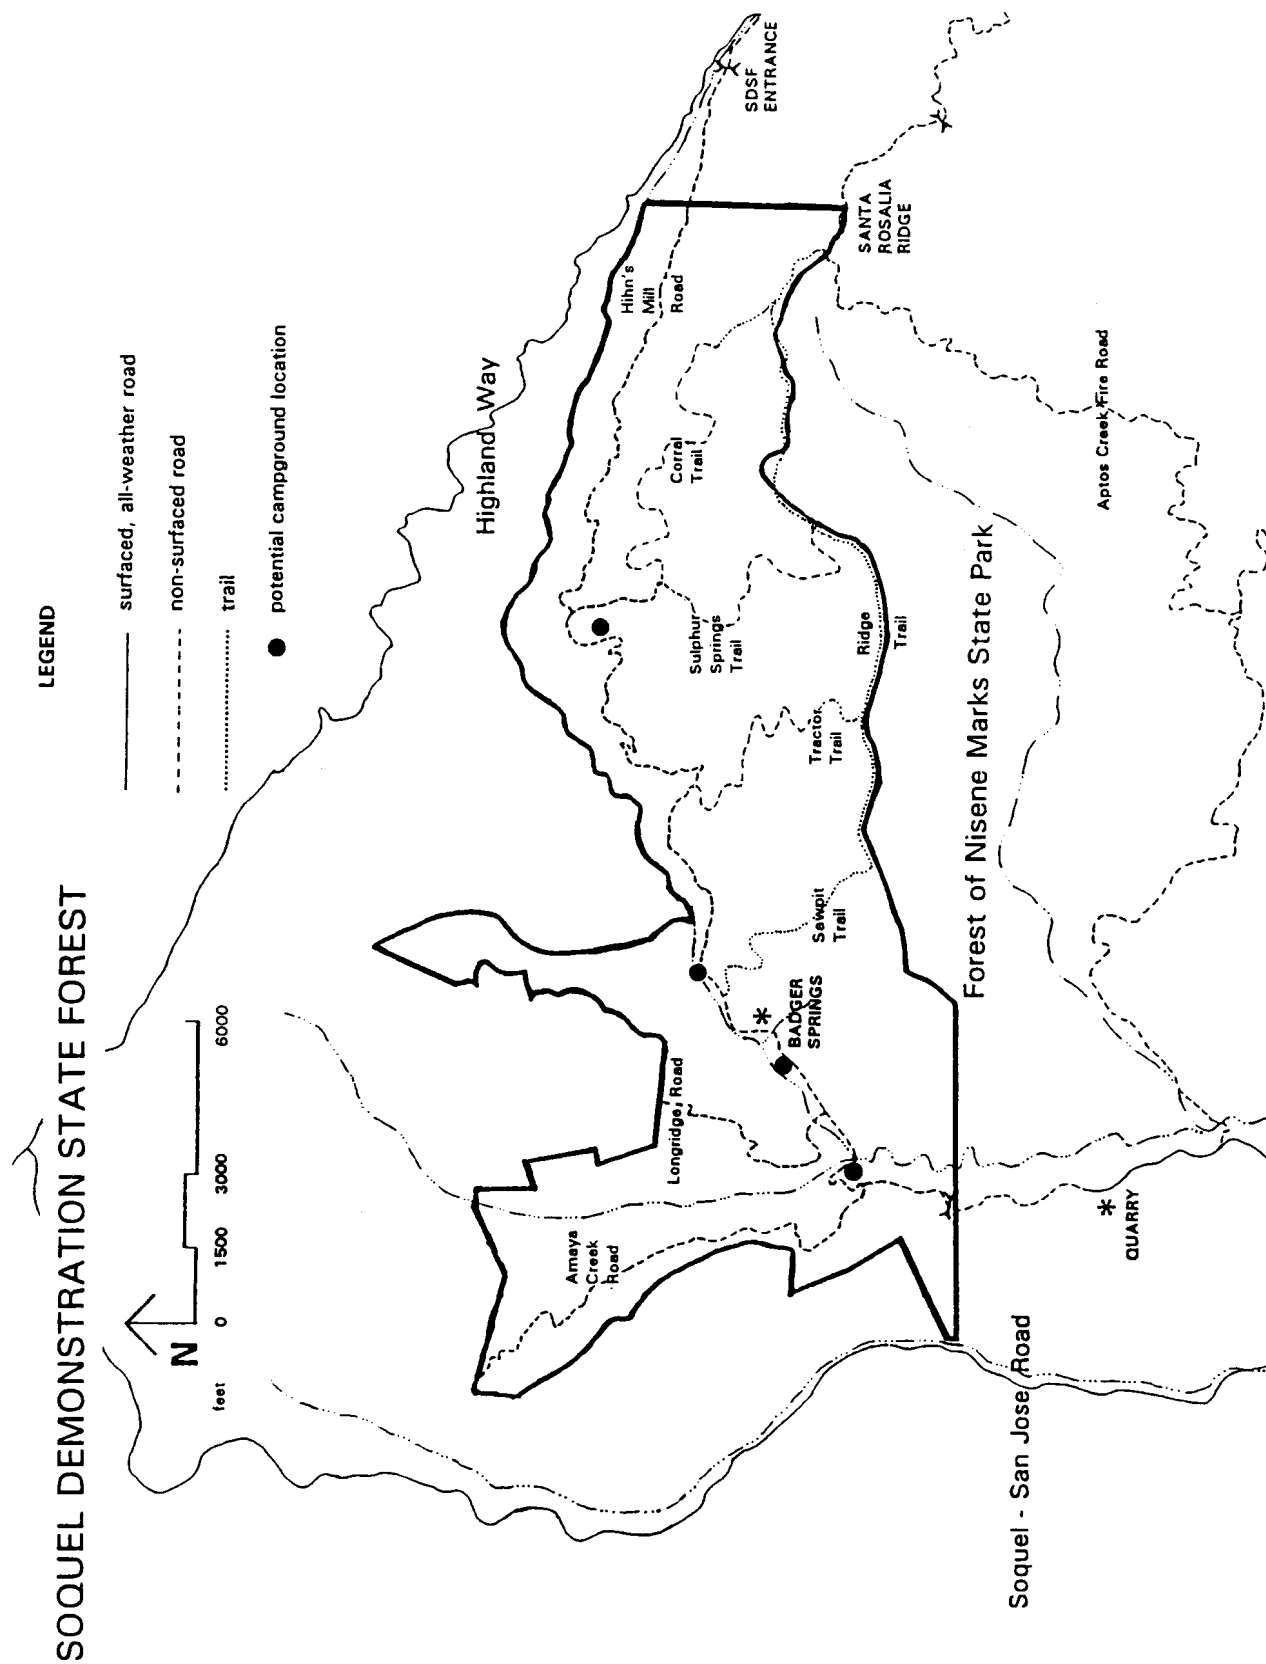 SOQUEL DEMONSTRATION STATE FOREST
N
feet
0
1500
3000
6000
LEGEND
surfaced, all-weather road
non-surfaced road
trail
potential campground location
Highland Way
SDSF
ENTRANCE
Hihn's
Mill
Road
SANTA
ROSALIA
RIDGE
Corral
Trail
Sulphur
Springs
Trail
Ridge
Trail
Tractor
Trail
Sawpit
Trail
BADGER
SPRINGS
Longridge Road
Amaya
Creek
Road
Aptos Creek Fire Road
Forest of Nisene Marks State Park
QUARRY
Soquel - San Jose Road